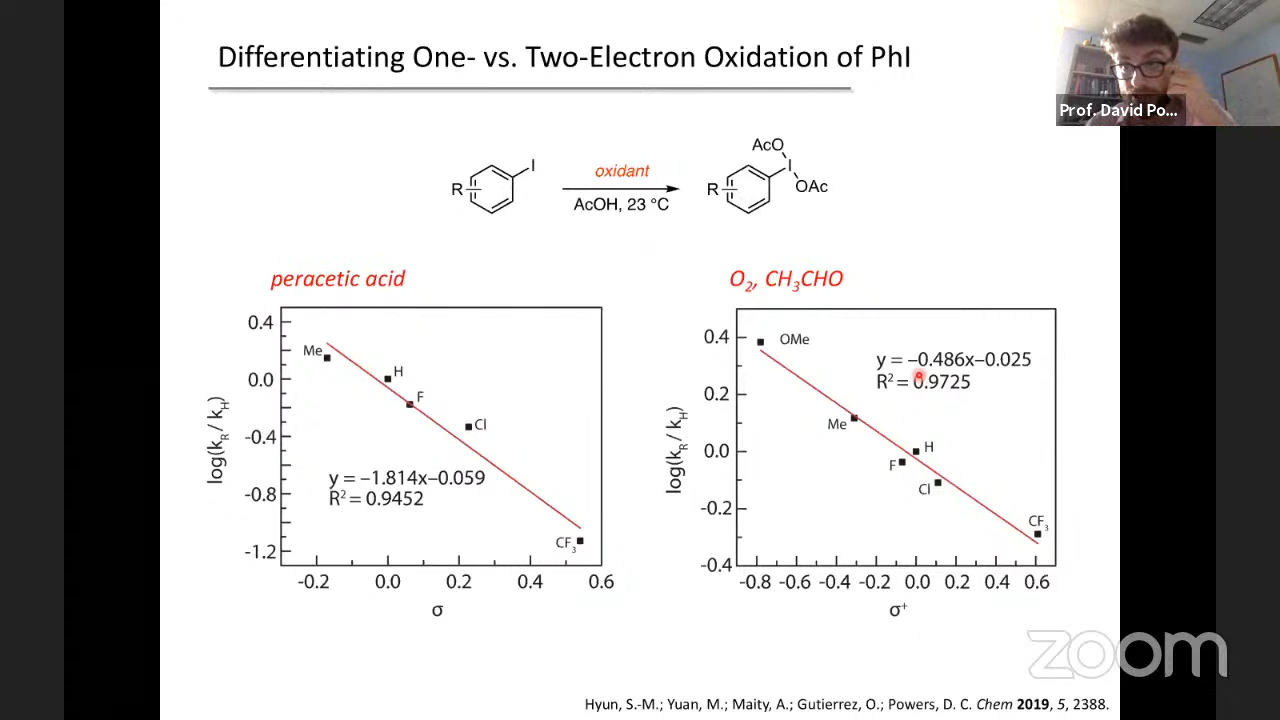 Differentiating One- vs. Two-Electron Oxidation of PhI
Prof. David Po...
R
I
oxidant
AcOH, 23 °C
R
AcO
I
OAc
peracetic acid
0.4
0.0
-0.4
-0.8
-1.2
log(kR / kH)
Me
H
F
Cl
CF3
y = −1.814x−0.059
R² = 0.9452
-0.2 0.0 0.2 0.4 0.6
σ
O2, CH3CHO
0.4
0.2
0.0
-0.2
-0.4
log(kR / kH)
OMe
y = −0.486x−0.025
R² = 0.9725
Me
H
F
Cl
CF3
-0.8 -0.6 -0.4 -0.2 0.0 0.2 0.4 0.6
σ⁺
zoom
Hyun, S.-M.; Yuan, M.; Maity, A.; Gutierrez, O.; Powers, D. C. Chem 2019, 5, 2388.